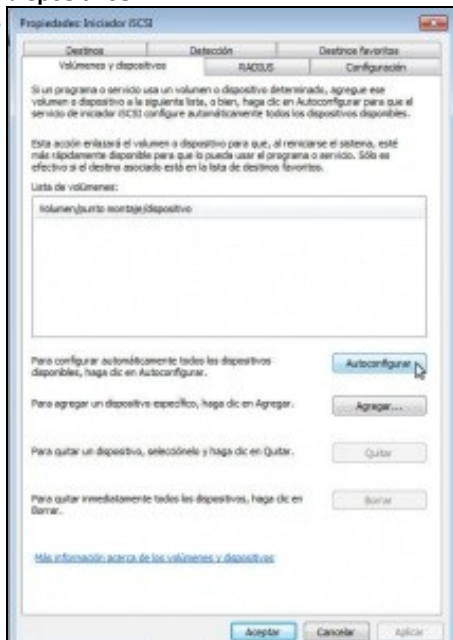 Propiedades: Iniciador iSCSI
Destinos Detección Destinos favoritos
Volúmenes y dispositivos RADIUS Configuración
Si un programa o servicio usa un volumen o dispositivo determinado, agregue ese
volumen o dispositivo a la siguiente lista, o bien, haga clic en Autoconfigurar para que el
servicio de iniciador iSCSI configure automáticamente todos los dispositivos disponibles.
Esta acción enlazará el volumen o dispositivo para que, al reiniciarse el sistema, esté
más rápidamente disponible para que lo pueda usar el programa o servicio. Sólo es
efectivo si el destino asociado está en la lista de destinos favoritos.
Lista de volúmenes:
Volumen/punto montaje/dispositivo
Para configurar automáticamente todos los dispositivos
disponibles, haga clic en Autoconfigurar.
Autoconfigurar
Para agregar un dispositivo específico, haga clic en Agregar.
Agregar...
Para quitar un dispositivo, selecciónelo y haga clic en Quitar.
Quitar
Para quitar inmediatamente todos los dispositivos, haga clic en
Borrar.
Borrar
Más información acerca de los volúmenes y dispositivos
Aceptar Cancelar Aplicar